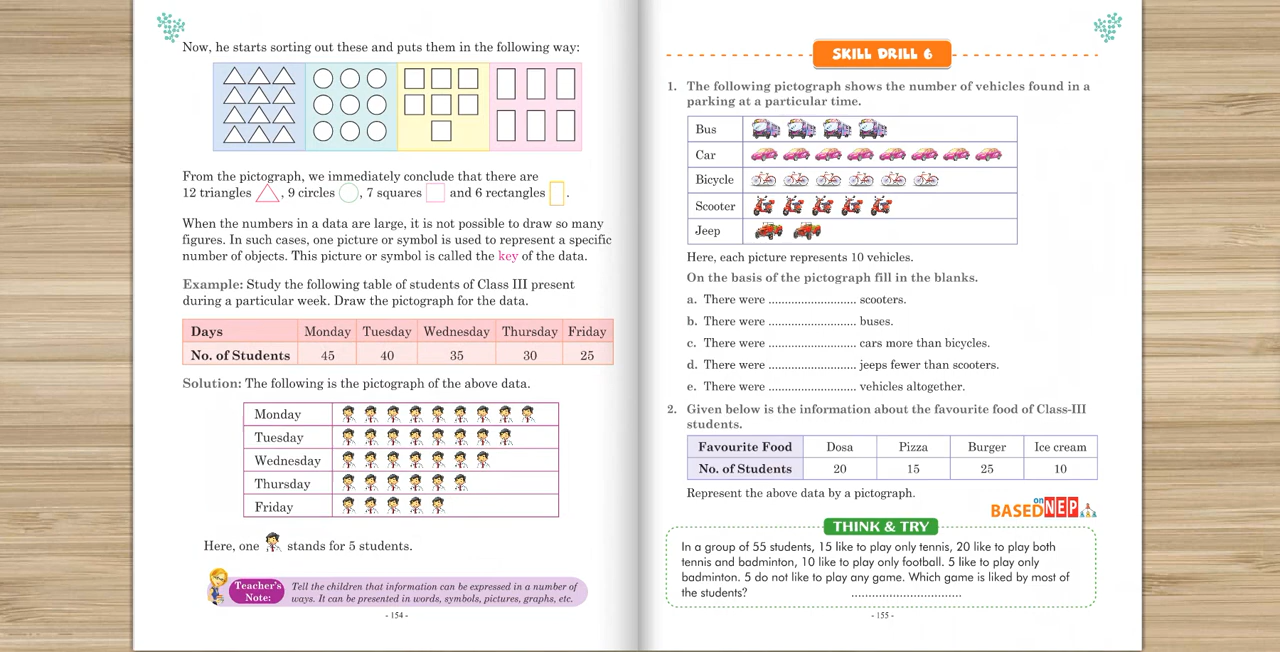 Now, he starts sorting out these and puts them in the following way:
From the pictograph, we immediately conclude that there are
12 triangles , 9 circles , 7 squares and 6 rectangles .
When the numbers in a data are large, it is not possible to draw so many
figures. In such cases, one picture or symbol is used to represent a specific
number of objects. This picture or symbol is called the key of the data.
Example: Study the following table of students of Class III present
during a particular week. Draw the pictograph for the data.
Days Monday Tuesday Wednesday Thursday Friday
No. of Students 45 40 35 30 25
Solution: The following is the pictograph of the above data.
Monday
Tuesday
Wednesday
Thursday
Friday
Here, one stands for 5 students.
Teacher's Note:
Tell the children that information can be expressed in a number of
ways. It can be presented in words, symbols, pictures, graphs, etc.
- 154 -
SKILL DRILL 6
1. The following pictograph shows the number of vehicles found in a
parking at a particular time.
Bus
Car
Bicycle
Scooter
Jeep
Here, each picture represents 10 vehicles.
On the basis of the pictograph fill in the blanks.
a. There were ........................... scooters.
b. There were ........................... buses.
c. There were ........................... cars more than bicycles.
d. There were ........................... jeeps fewer than scooters.
e. There were ........................... vehicles altogether.
2. Given below is the information about the favourite food of Class-III
students.
Favourite Food Dosa Pizza Burger Ice cream
No. of Students 20 15 25 10
Represent the above data by a pictograph.
BASED on NEP
THINK & TRY
In a group of 55 students, 15 like to play only tennis, 20 like to play both
tennis and badminton, 10 like to play only football. 5 like to play only
badminton. 5 do not like to play any game. Which game is liked by most of
the students? ................................
- 155 -